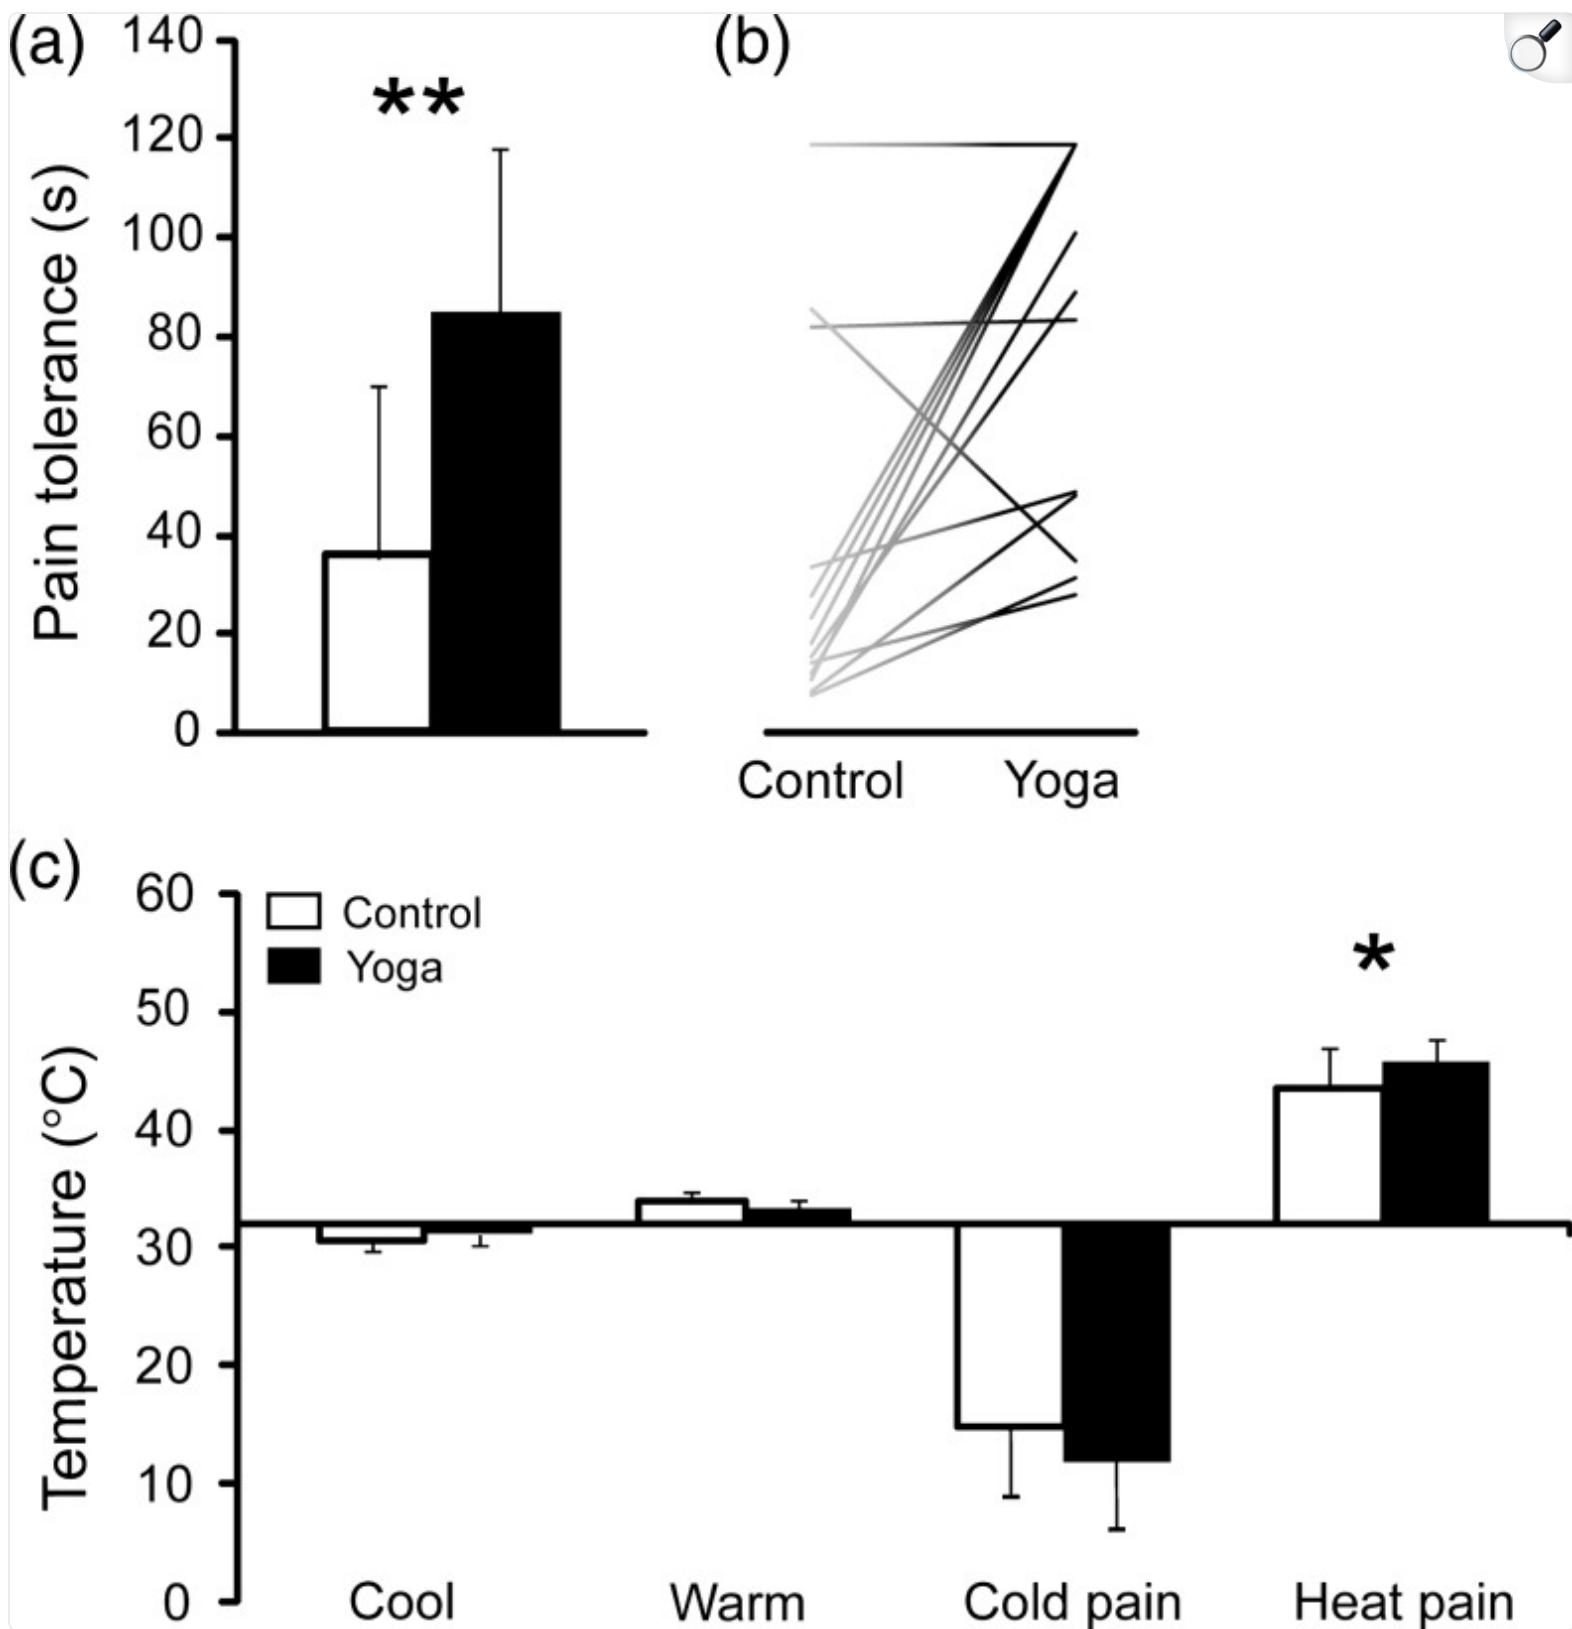 (a)
140
120
100
80
60
40
20
0
Pain tolerance (s)
**
(b)
Control Yoga
(c)
60
50
40
30
20
10
0
Temperature (°C)
Control
Yoga
*
Cool Warm Cold pain Heat pain